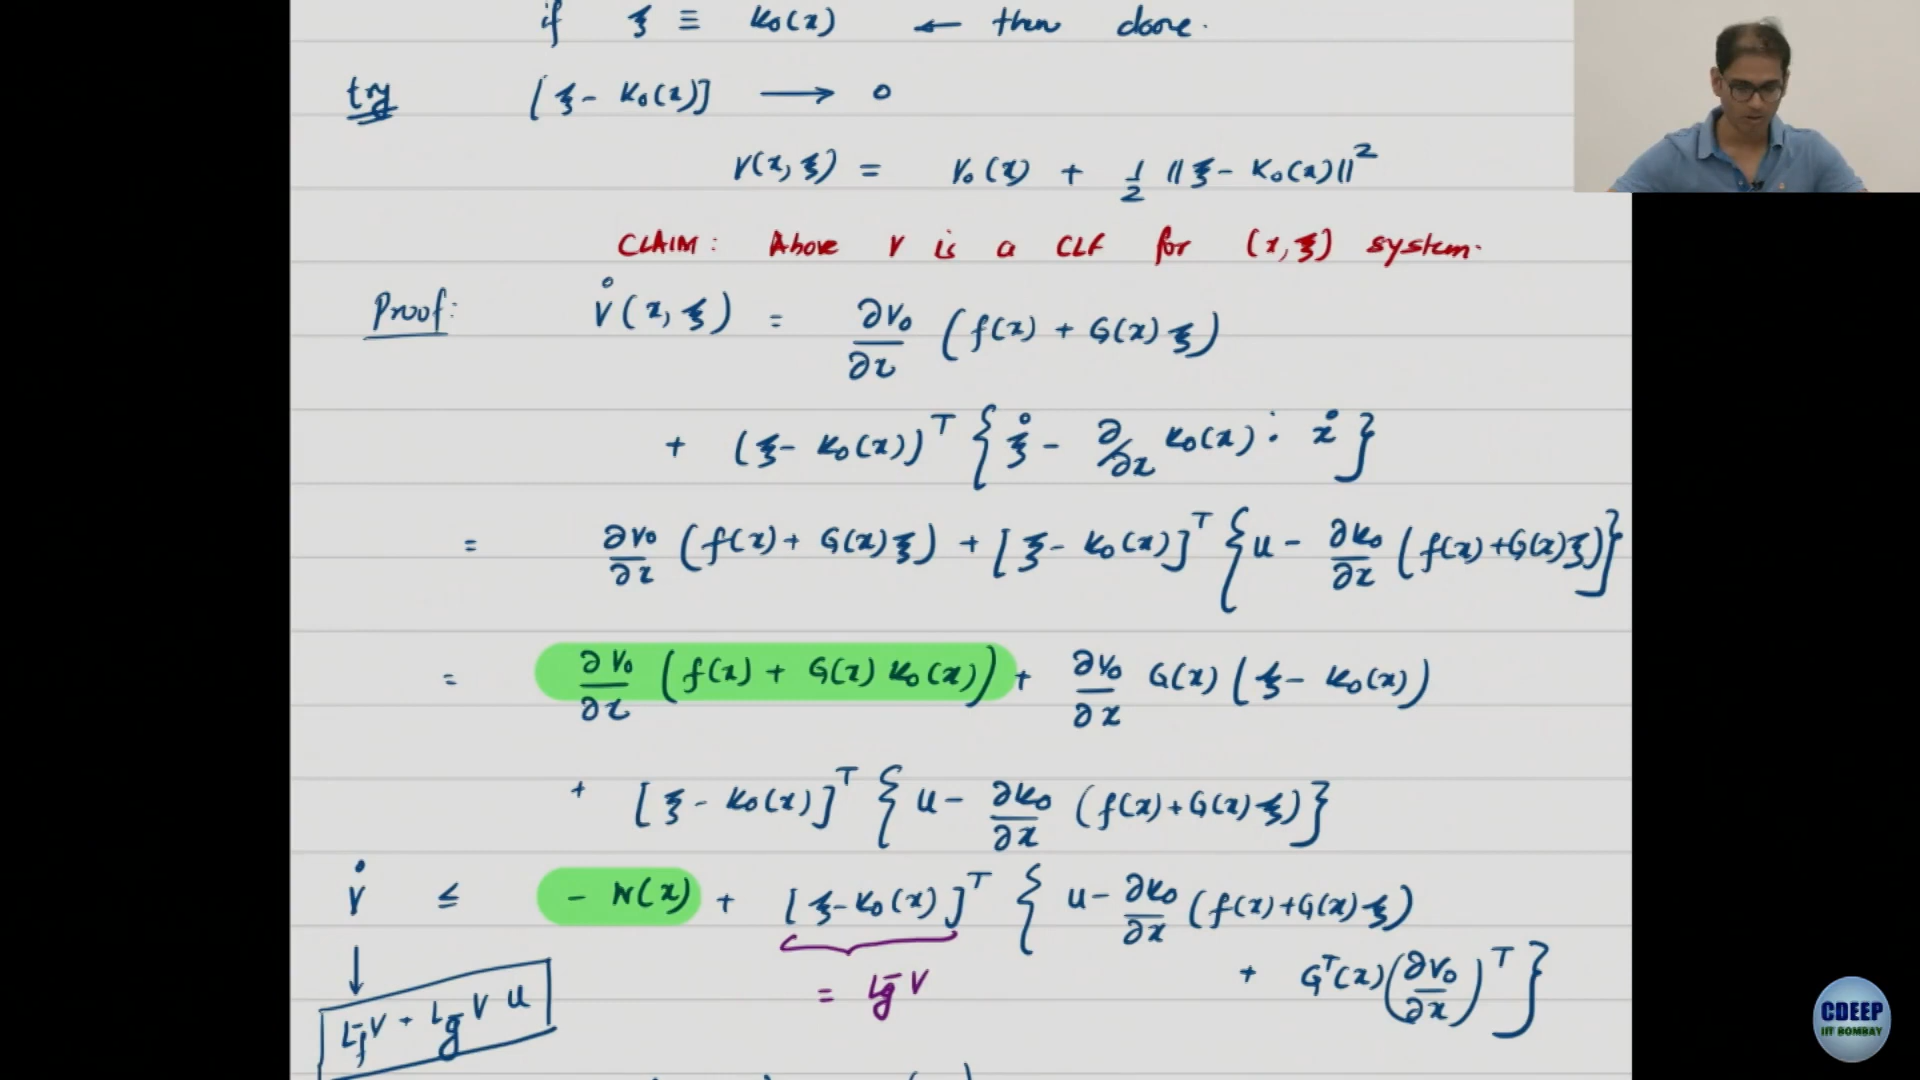 if ξ ≡ k₀(x) ← then done.
try [ξ - k₀(x)] → 0
V(x, ξ) = V₀(x) + 1/2 ||ξ - k₀(x)||²
CLAIM: Above V is a CLF for (x, ξ) system.
Proof: V̇(x, ξ) = ∂V₀/∂x (f(x) + G(x) ξ)
+ (ξ - k₀(x))ᵀ { ξ̇ - ∂/∂x k₀(x) · ẋ }
= ∂V₀/∂x (f(x) + G(x) ξ) + [ξ - k₀(x)]ᵀ { u - ∂k₀/∂x (f(x) + G(x) ξ) }
= ∂V₀/∂x (f(x) + G(x) k₀(x)) + ∂V₀/∂x G(x) (ξ - k₀(x))
+ [ξ - k₀(x)]ᵀ { u - ∂k₀/∂x (f(x) + G(x) ξ) }
V̇ ≤ - W(x) + [ξ - k₀(x)]ᵀ { u - ∂k₀/∂x (f(x) + G(x) ξ)
+ Gᵀ(x) (∂V₀/∂x)ᵀ }
= L_ḡ V
↓
L_f̄ V + L_ḡ V u
CDEEP
IIT BOMBAY